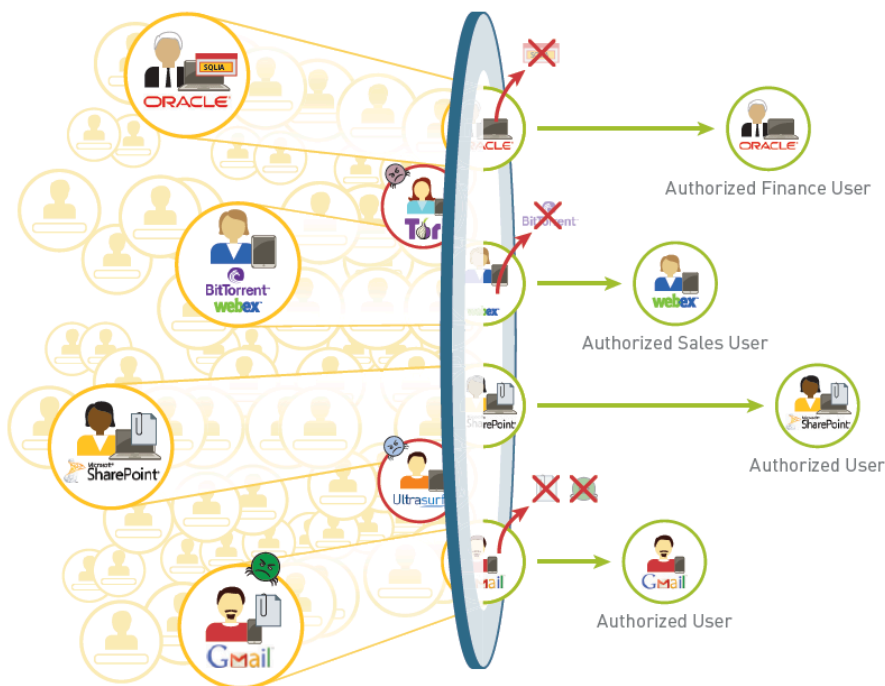 SQLIA
ORACLE
ORACLE
ORACLE
Authorized Finance User
Tor
BitTorrent
BitTorrent
webex
webex
webex
Authorized Sales User
Microsoft
SharePoint
SharePoint
SharePoint
Authorized User
Ultrasurf
Gmail
Gmail
Gmail
Authorized User